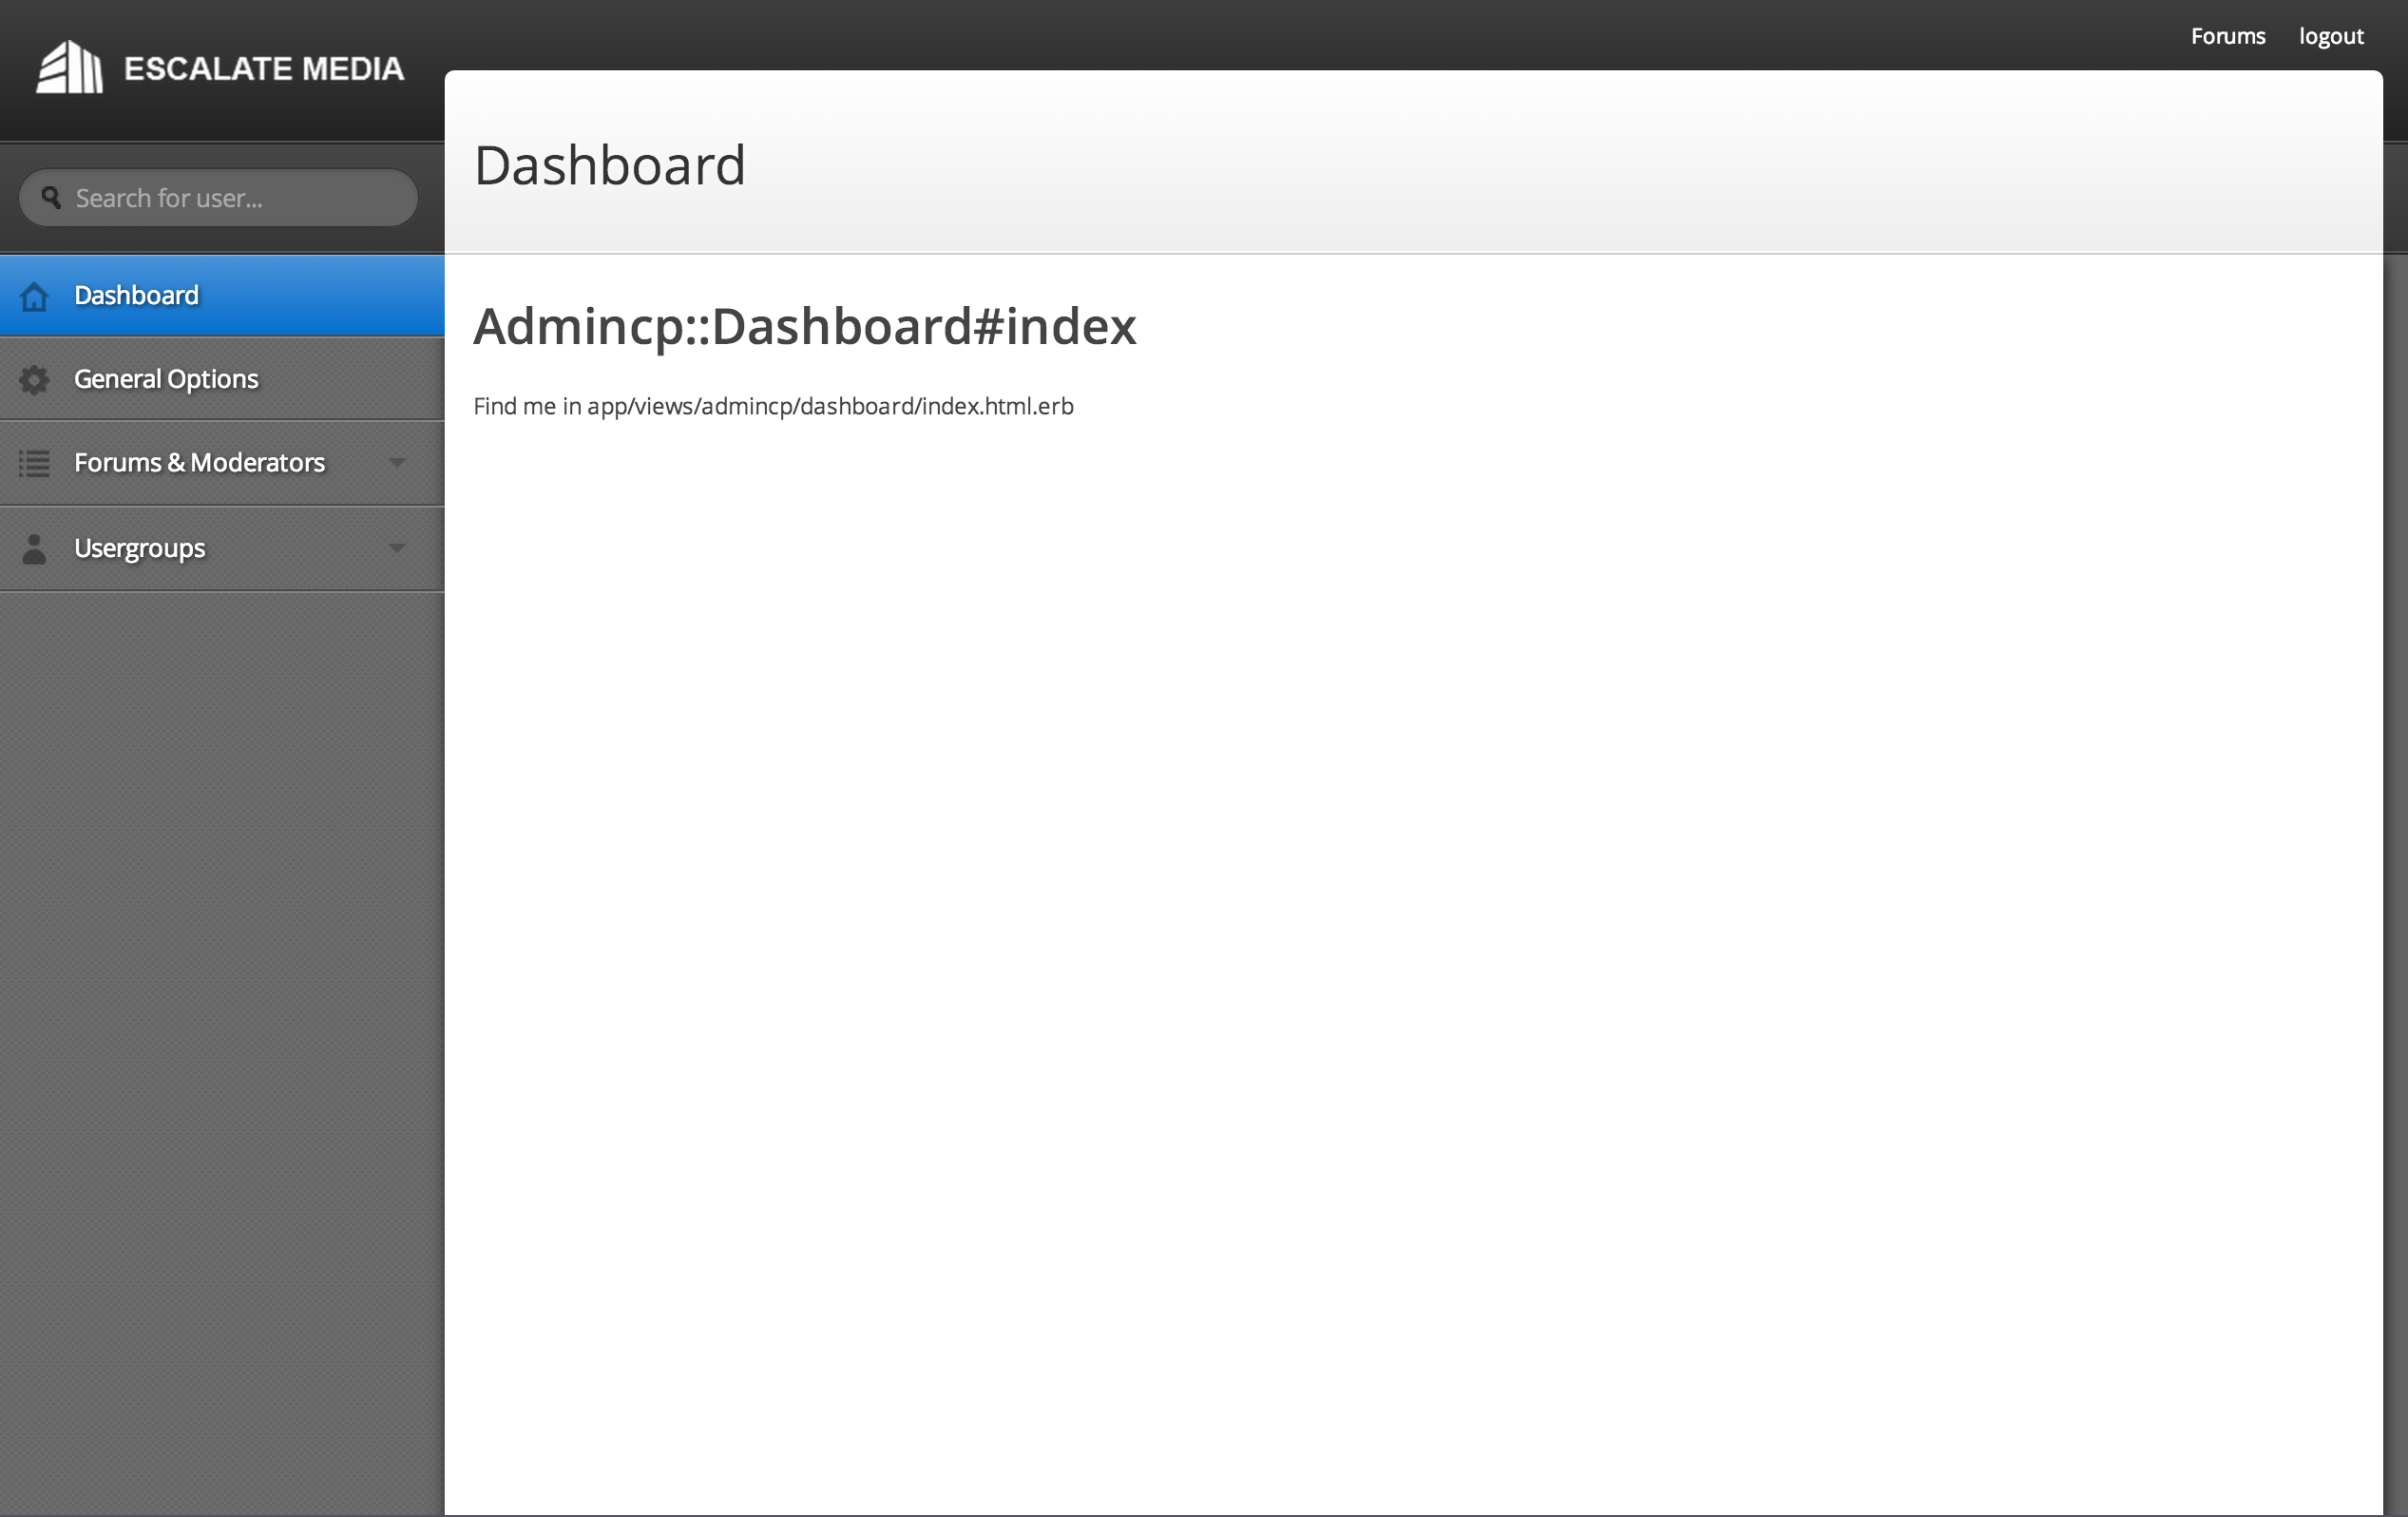 Forums logout
ESCALATE MEDIA
Dashboard
Search for user...
Dashboard
General Options
Forums & Moderators
Usergroups
Admincp::Dashboard#index
Find me in app/views/admincp/dashboard/index.html.erb